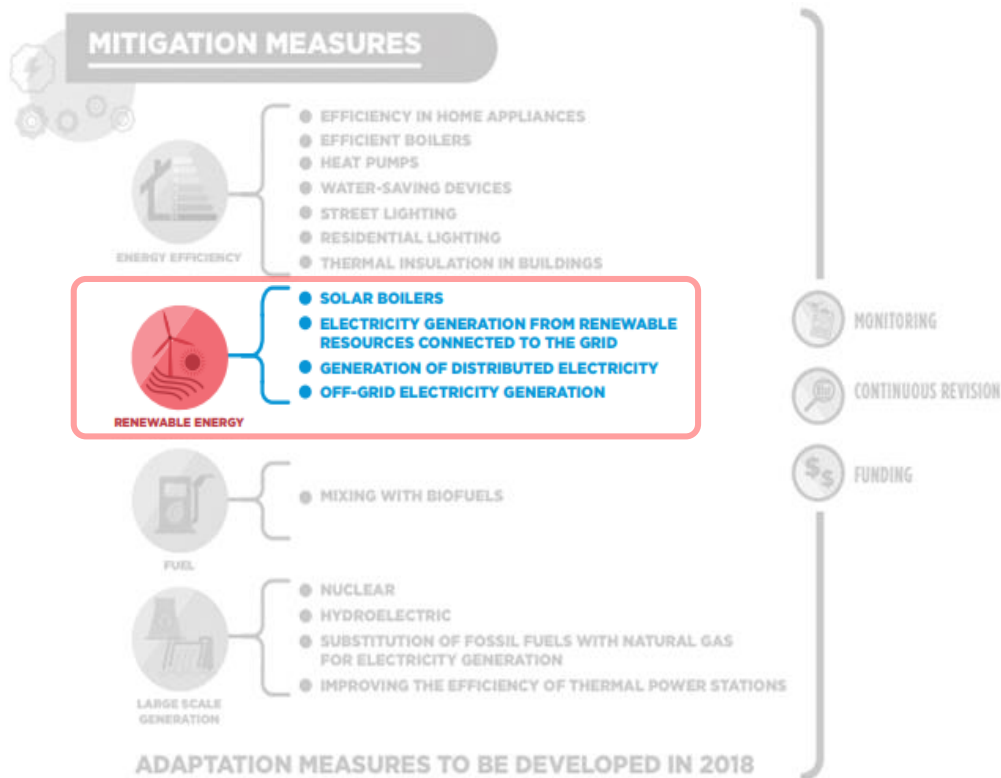 MITIGATION MEASURES
EFFICIENCY IN HOME APPLIANCES
EFFICIENT BOILERS
HEAT PUMPS
WATER-SAVING DEVICES
STREET LIGHTING
RESIDENTIAL LIGHTING
THERMAL INSULATION IN BUILDINGS
ENERGY EFFICIENCY
SOLAR BOILERS
ELECTRICITY GENERATION FROM RENEWABLE
RESOURCES CONNECTED TO THE GRID
GENERATION OF DISTRIBUTED ELECTRICITY
OFF-GRID ELECTRICITY GENERATION
RENEWABLE ENERGY
MIXING WITH BIOFUELS
FUEL
NUCLEAR
HYDROELECTRIC
SUBSTITUTION OF FOSSIL FUELS WITH NATURAL GAS
FOR ELECTRICITY GENERATION
IMPROVING THE EFFICIENCY OF THERMAL POWER STATIONS
LARGE SCALE
GENERATION
ADAPTATION MEASURES TO BE DEVELOPED IN 2018
MONITORING
CONTINUOUS REVISION
$ $
FUNDING